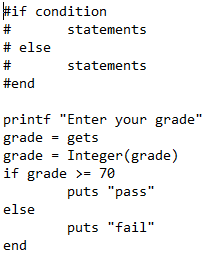 #if condition
#       statements
# else
#       statements
#end

printf "Enter your grade"
grade = gets
grade = Integer(grade)
if grade >= 70
        puts "pass"
else
        puts "fail"
end